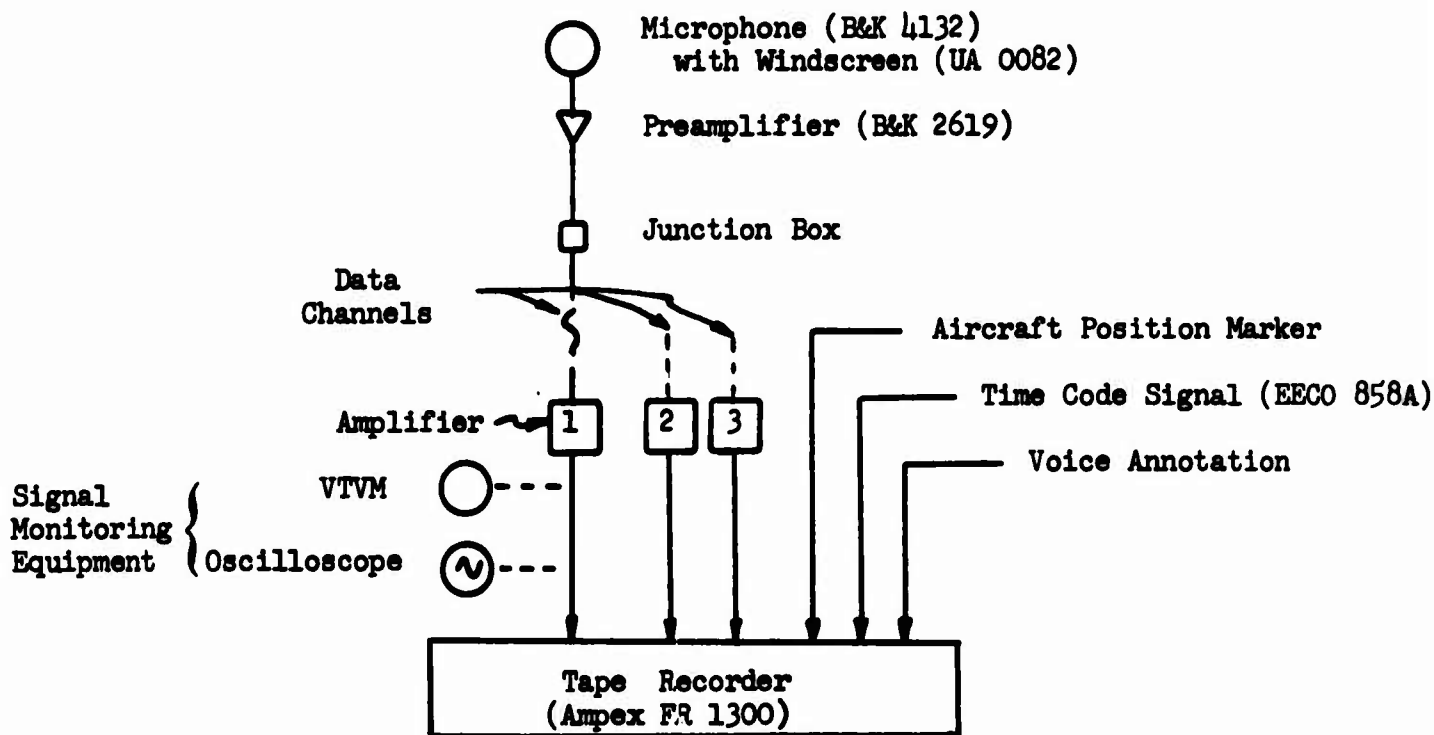 Microphone (B&K 4132)
with Windscreen (UA 0082)
Preamplifier (B&K 2619)
Junction Box
Data
Channels
Aircraft Position Marker
Time Code Signal (EECO 858A)
Voice Annotation
Amplifier
1
2
3
Signal
Monitoring
Equipment
VTVM
Oscilloscope
Tape Recorder
(Ampex FR 1300)